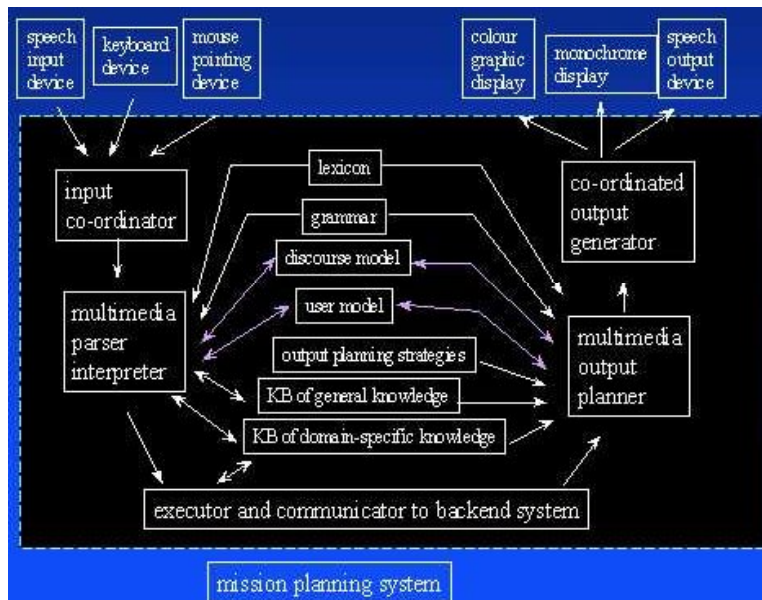 speech
input
device
keyboard
device
mouse
pointing
device
colour
graphic
display
monochrome
display
speech
output
device
input
co-ordinator
lexicon
grammar
discourse model
user model
co-ordinated
output
generator
multimedia
parser
interpreter
output planning strategies
KB of general knowledge
KB of domain-specific knowledge
multimedia
output
planner
executor and communicator to backend system
mission planning system